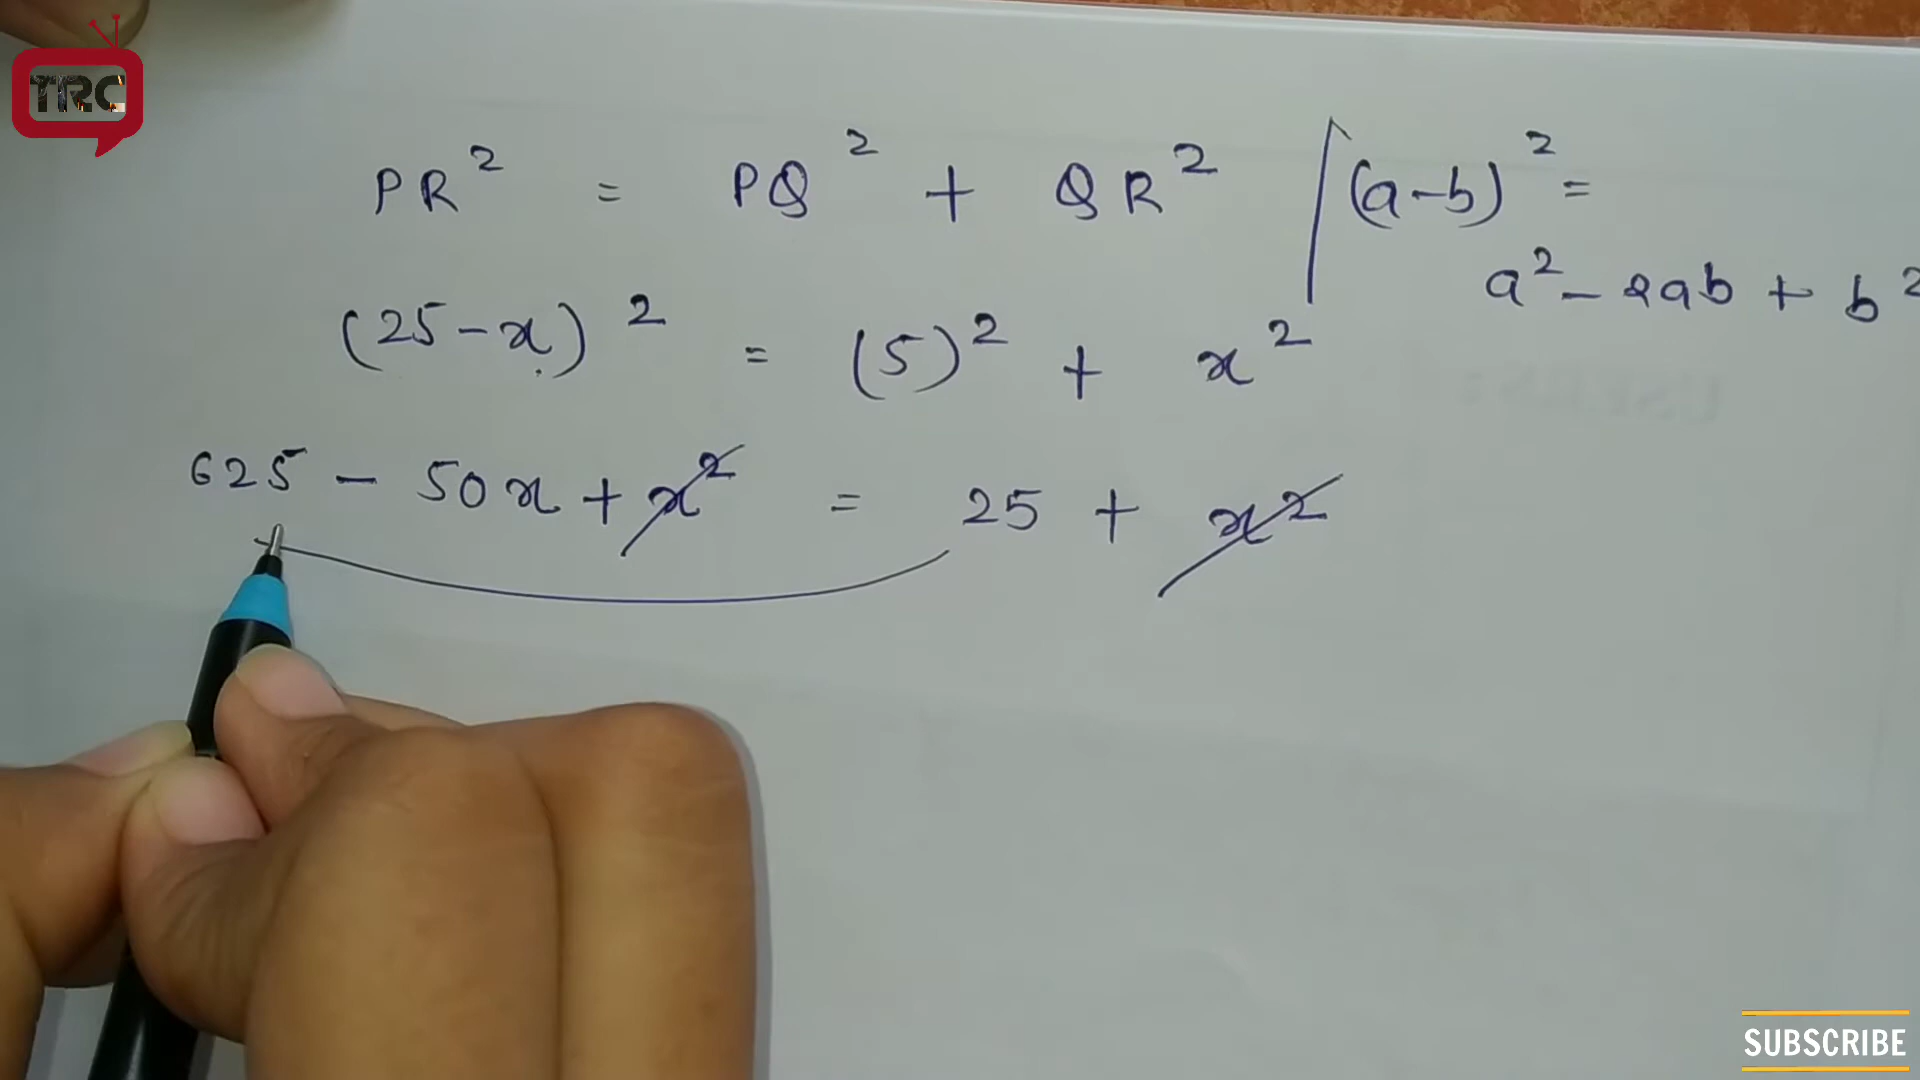 TRC
PR² = PQ² + QR²
(a-b)² =
a² - 2ab + b²
(25-x)² = (5)² + x²
625 - 50x + x² = 25 + x²
SUBSCRIBE